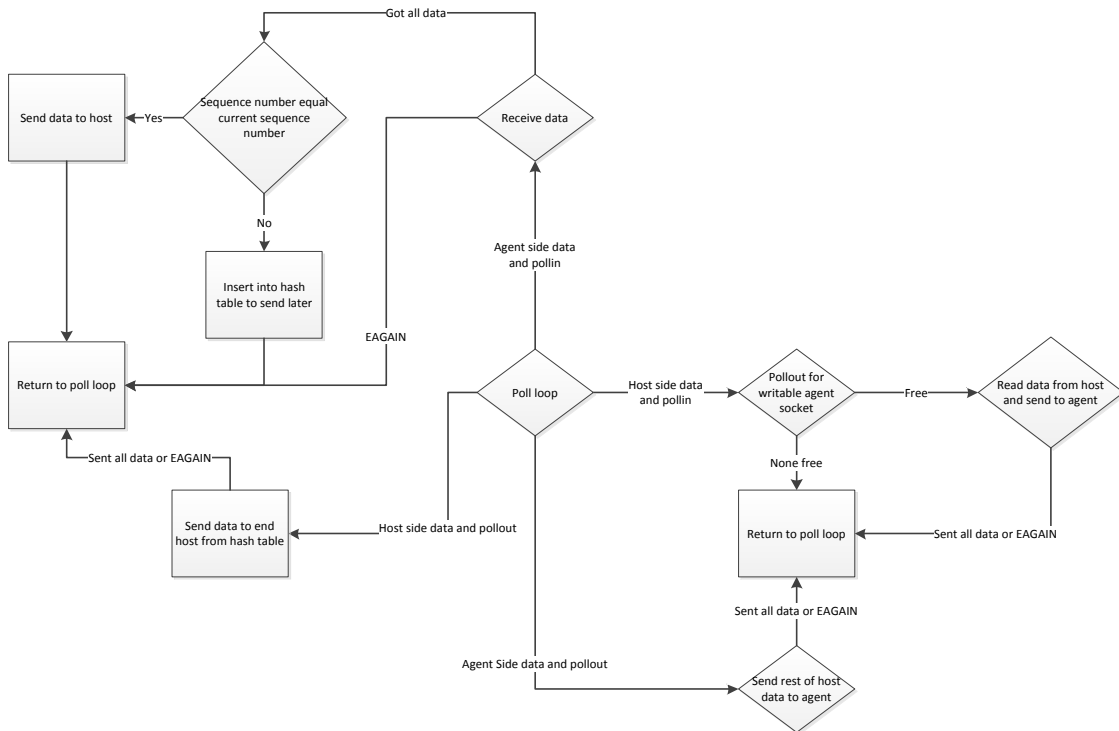 Got all data
Send data to host
Yes
Sequence number equal
current sequence
number
Receive data
No
Agent side data
and pollin
Insert into hash
table to send later
EAGAIN
Return to poll loop
Poll loop
Host side data
and pollin
Pollout for
writable agent
socket
Free
Read data from host
and send to agent
Sent all data or EAGAIN
None free
Send data to end
host from hash table
Host side data and pollout
Return to poll loop
Sent all data or EAGAIN
Sent all data or EAGAIN
Agent Side data and pollout
Send rest of host
data to agent